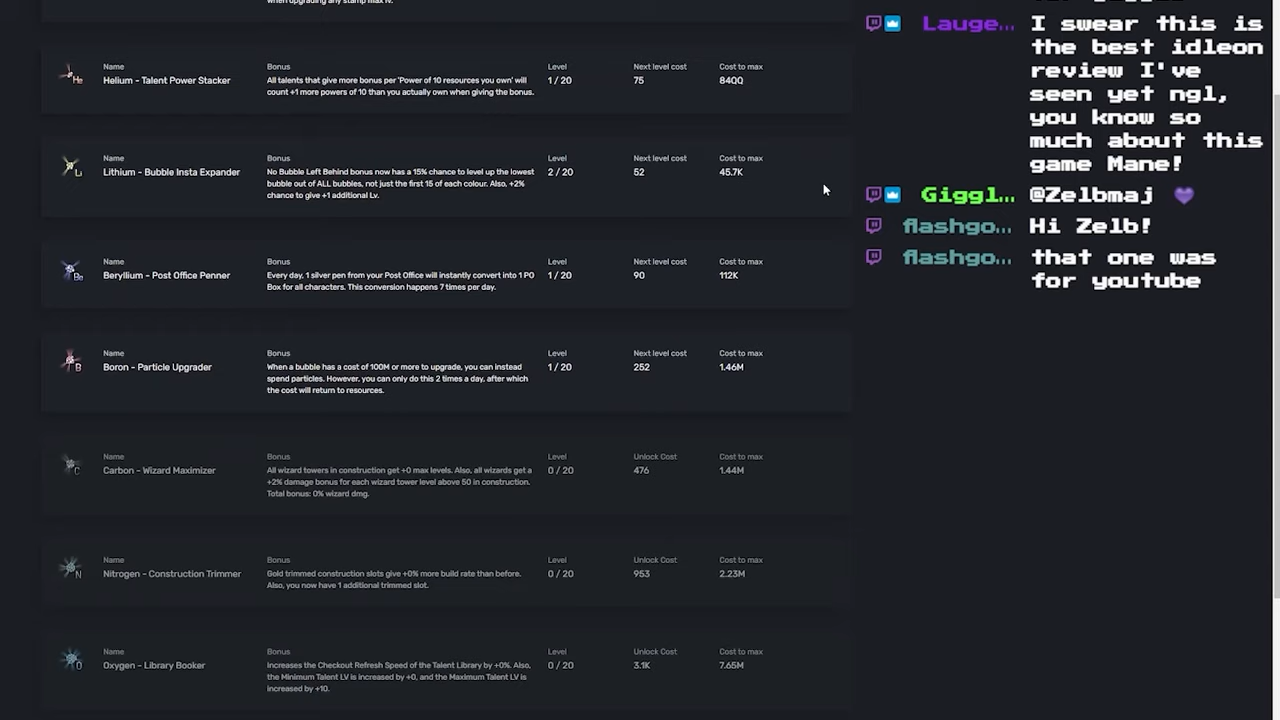 when upgrading any stamp max lv.
He
Name
Helium - Talent Power Stacker
Bonus
All talents that give more bonus per 'Power of 10 resources you own' will
count +1 more powers of 10 than you actually own when giving the bonus.
Level
1 / 20
Next level cost
75
Cost to max
84QQ
Li
Name
Lithium - Bubble Insta Expander
Bonus
No Bubble Left Behind bonus now has a 15% chance to level up the lowest
bubble out of ALL bubbles, not just the first 15 of each colour. Also, +2%
chance to give +1 additional Lv.
Level
2 / 20
Next level cost
52
Cost to max
45.7K
Be
Name
Beryllium - Post Office Penner
Bonus
Every day, 1 silver pen from your Post Office will instantly convert into 1 PO
Box for all characters. This conversion happens 7 times per day.
Level
1 / 20
Next level cost
90
Cost to max
112K
B
Name
Boron - Particle Upgrader
Bonus
When a bubble has a cost of 100M or more to upgrade, you can instead
spend particles. However, you can only do this 2 times a day, after which
the cost will return to resources.
Level
1 / 20
Next level cost
252
Cost to max
1.46M
C
Name
Carbon - Wizard Maximizer
Bonus
All wizard towers in construction get +0 max levels. Also, all wizards get a
+2% damage bonus for each wizard tower level above 50 in construction.
Total bonus: 0% wizard dmg.
Level
0 / 20
Unlock Cost
476
Cost to max
1.44M
N
Name
Nitrogen - Construction Trimmer
Bonus
Gold trimmed construction slots give +0% more build rate than before.
Also, you now have 1 additional trimmed slot.
Level
0 / 20
Unlock Cost
953
Cost to max
2.23M
O
Name
Oxygen - Library Booker
Bonus
Increases the Checkout Refresh Speed of the Talent Library by +0%. Also,
the Minimum Talent LV is increased by +0, and the Maximum Talent LV is
increased by +10.
Level
0 / 20
Unlock Cost
3.1K
Cost to max
7.65M
Lauge... I swear this is
the best idleon
review I've
seen yet ngl,
you know so
much about this
game Mane!
Giggl... @Zelbmaj
flashgo... Hi Zelb!
flashgo... that one was
for youtube